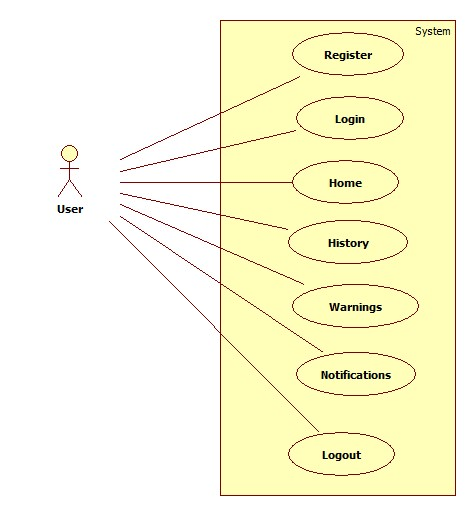 System
Register
Login
Home
User
History
Warnings
Notifications
Logout